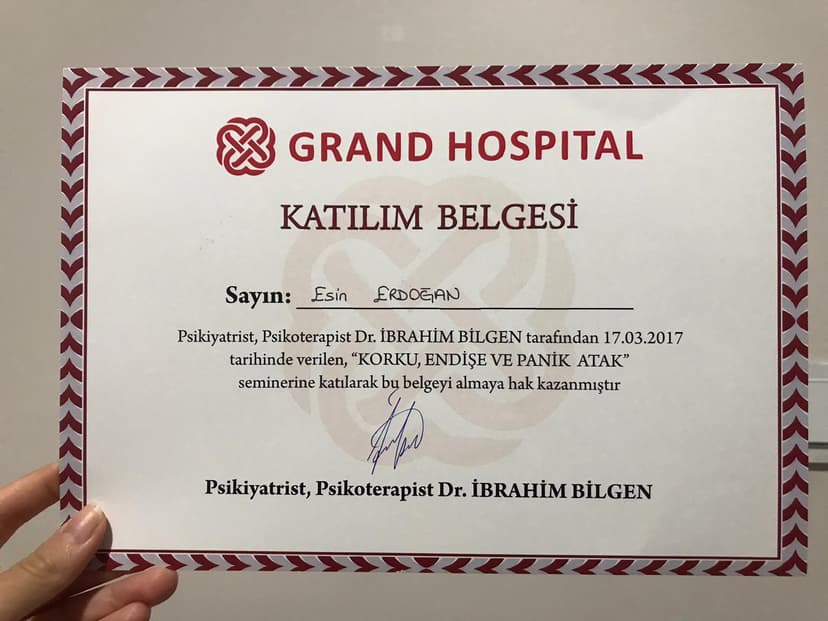 GRAND HOSPITAL
KATILIM BELGESİ
Sayın: Esin ERDOĞAN
Psikiyatrist, Psikoterapist Dr. İBRAHİM BİLGEN tarafından 17.03.2017
tarihinde verilen, “KORKU, ENDİŞE VE PANİK ATAK”
seminerine katılarak bu belgeyi almaya hak kazanmıştır
Psikiyatrist, Psikoterapist Dr. İBRAHİM BİLGEN